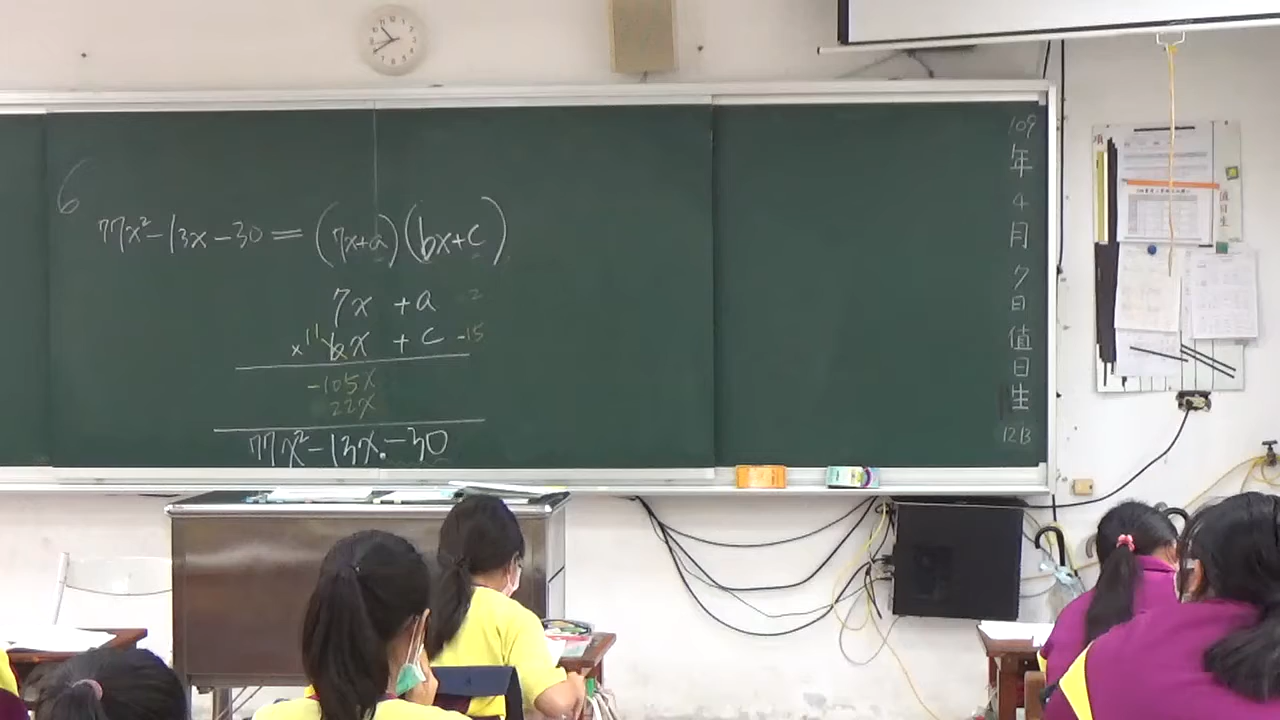 6
77x²-13x-30=(7x+a)(bx+c)
7x +a 2
x 11 bx + c -15
-105x
22x
77x²-13x-30
109
年
4
月
7
日
值
日
生
12
13